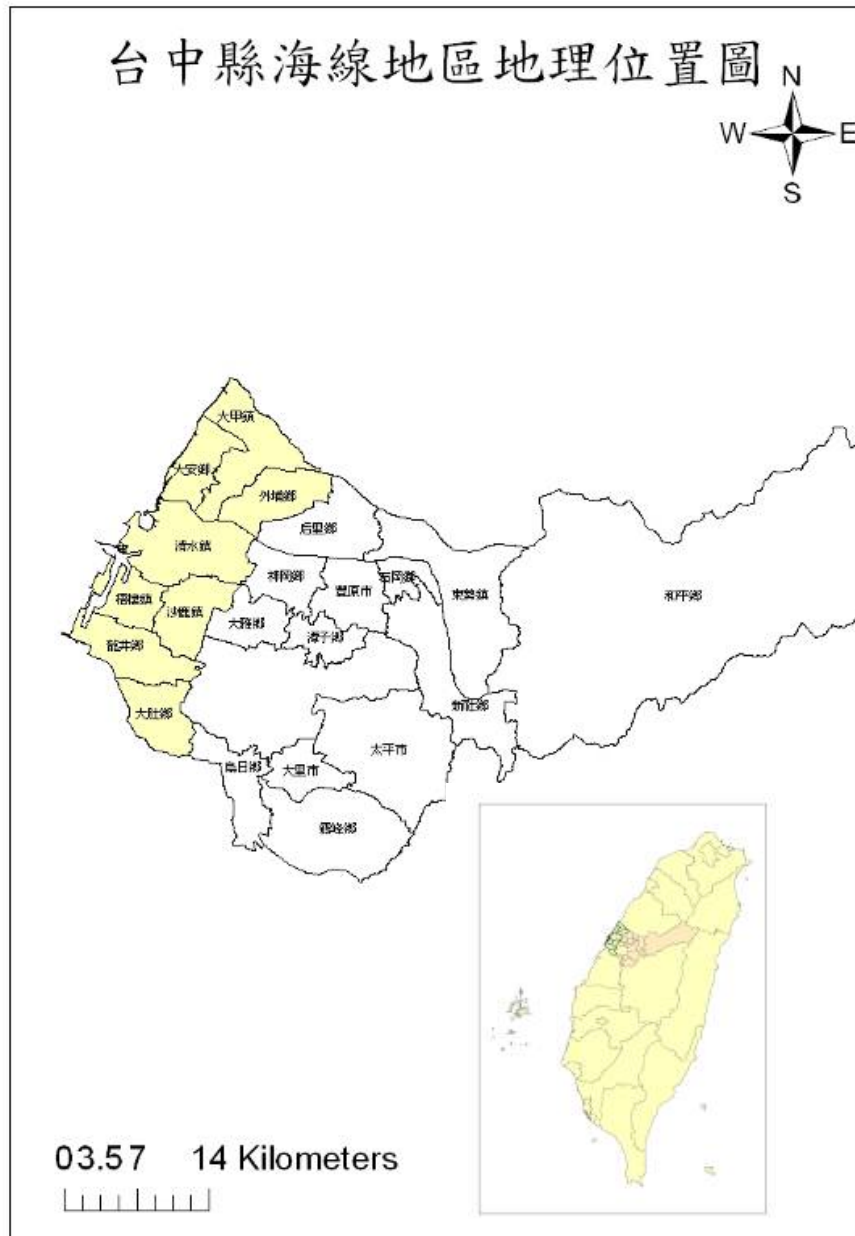 台中縣海線地區地理位置圖
N
W E
S
大甲鎮
大安鄉
外埔鄉
后里鄉
清水鎮
神岡鄉
豐原市
石岡鄉
東勢鎮
和平鄉
梧棲鎮
沙鹿鎮
大雅鄉
潭子鄉
龍井鄉
新社鄉
大肚鄉
太平市
烏日鄉
大里市
霧峰鄉
03.57 14 Kilometers